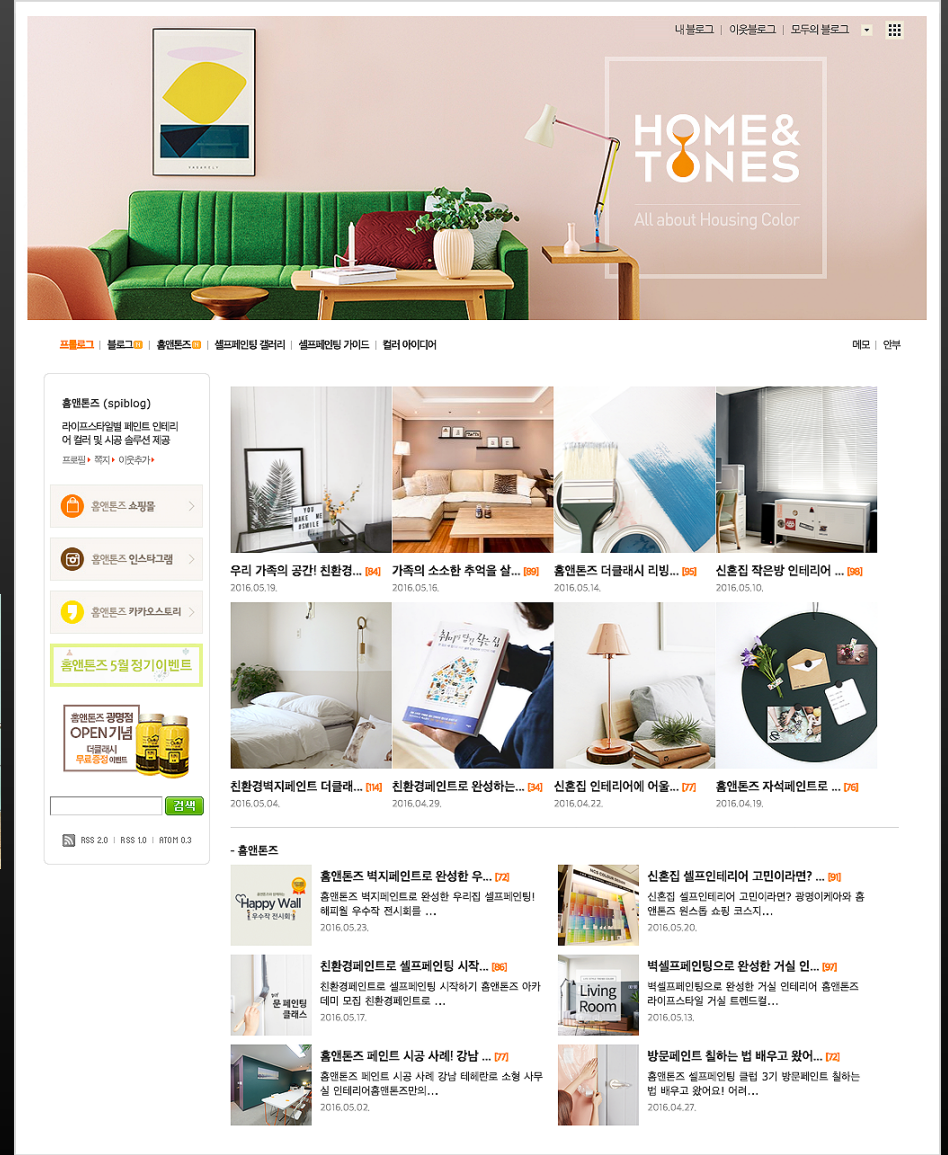 내 블로그 | 이웃블로그 | 모두의 블로그
HOME&
TONES
All about Housing Color
프롤로그 | 블로그 | 홈앤톤즈 | 셀프페인팅 갤러리 | 셀프페인팅 가이드 | 컬러 아이디어
메모 | 안부
홈앤톤즈 (spiblog)
라이프스타일별 페인트 인테리
어 컬러 및 시공 솔루션 제공
프로필 쪽지 이웃추가
홈앤톤즈 쇼핑몰
홈앤톤즈 인스타그램
홈앤톤즈 카카오스토리
홈앤톤즈 5월 정기이벤트
홈앤톤즈 광명점
OPEN 기념
더클래시
무료증정 이벤트
검색
RSS 2.0 | RSS 1.0 | ATOM 0.3
YOU
MAKE ME
#SMILE
우리 가족의 공간! 친환경... [84]
2016.05.19.
가족의 소소한 추억을 살... [89]
2016.05.16.
홈앤톤즈 더클래시 리빙... [95]
2016.05.14.
신혼집 작은방 인테리어 ... [98]
2016.05.10.
취미가 담긴 작은 집
친환경벽지페인트 더클래... [114]
2016.05.04.
친환경페인트로 완성하는... [34]
2016.04.29.
신혼집 인테리어에 어울... [77]
2016.04.22.
홈앤톤즈 자석페인트로 ... [76]
2016.04.19.
- 홈앤톤즈
Happy Wall
우수작 전시회
홈앤톤즈 벽지페인트로 완성한 우... [72]
홈앤톤즈 벽지페인트로 완성한 우리집 셀프페인팅!
해피월 우수작 전시회를 ...
2016.05.23.
신혼집 셀프인테리어 고민이라면? ... [91]
신혼집 셀프인테리어 고민이라면? 광명이케아와 홈
앤톤즈 원스톱 쇼핑 코스지...
2016.05.20.
문 페인팅
클래스
친환경페인트로 셀프페인팅 시작... [86]
친환경페인트로 셀프페인팅 시작하기 홈앤톤즈 아카
데미 모집 친환경페인트로 ...
2016.05.17.
Living
Room
벽셀프페인팅으로 완성한 거실 인... [97]
벽셀프페인팅으로 완성한 거실 인테리어 홈앤톤즈
라이프스타일 거실 트렌드컬...
2016.05.13.
홈앤톤즈 페인트 시공 사례! 강남 ... [77]
홈앤톤즈 페인트 시공 사례 강남 테헤란로 소형 사무
실 인테리어홈앤톤즈만의...
2016.05.02.
방문페인트 칠하는 법 배우고 왔어... [72]
홈앤톤즈 셀프페인팅 클럽 3기 방문페인트 칠하는
법 배우고 왔어요! 어러...
2016.04.27.